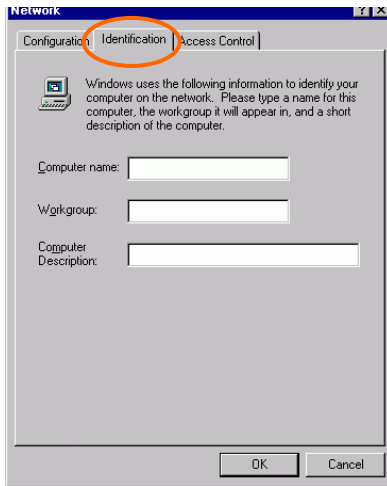 Network
Configuration Identification Access Control
Windows uses the following information to identify your
computer on the network. Please type a name for this
computer, the workgroup it will appear in, and a short
description of the computer.
Computer name:
Workgroup:
Computer
Description:
OK Cancel